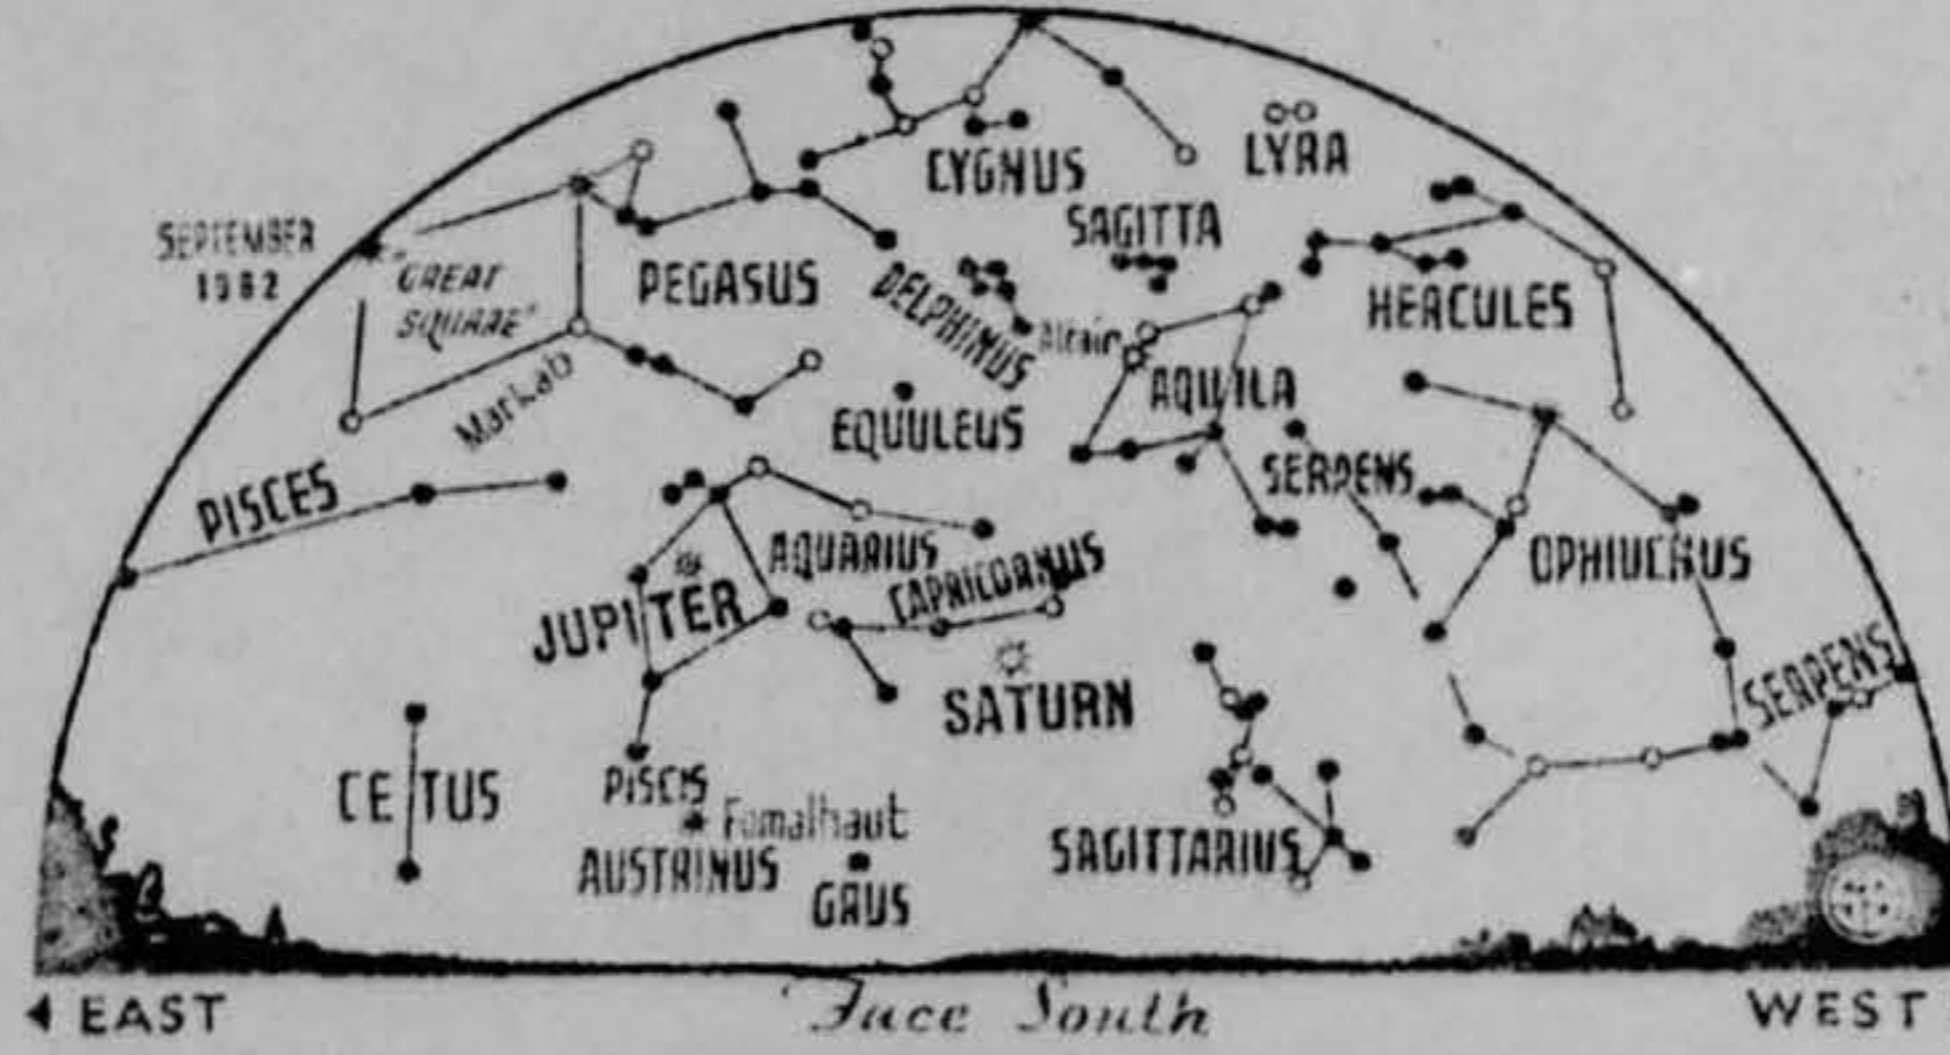 CYGNUS
LYRA
SAGITTA
SEPTEMBER
1962
"GREAT
SQUARE"
PEGASUS
DELPHINUS
HERCULES
Altair
Markab
AQUILA
EQUULEUS
SERPENS
PISCES
AQUARIUS
CAPRICORNUS
OPHIUCHUS
JUPITER
SATURN
SERPENS
CETUS
PISCIS
Fomalhaut
AUSTRINUS
SAGITTARIUS
GRUS
EAST
Face South
WEST